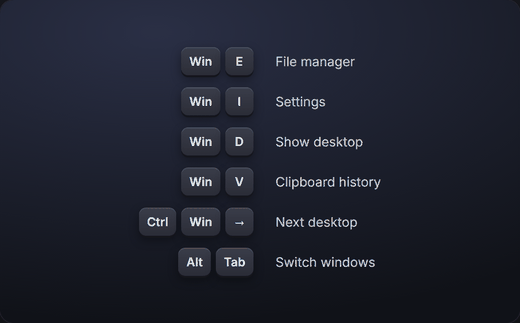 Win E File manager
Win I Settings
Win D Show desktop
Win V Clipboard history
Ctrl Win → Next desktop
Alt Tab Switch windows